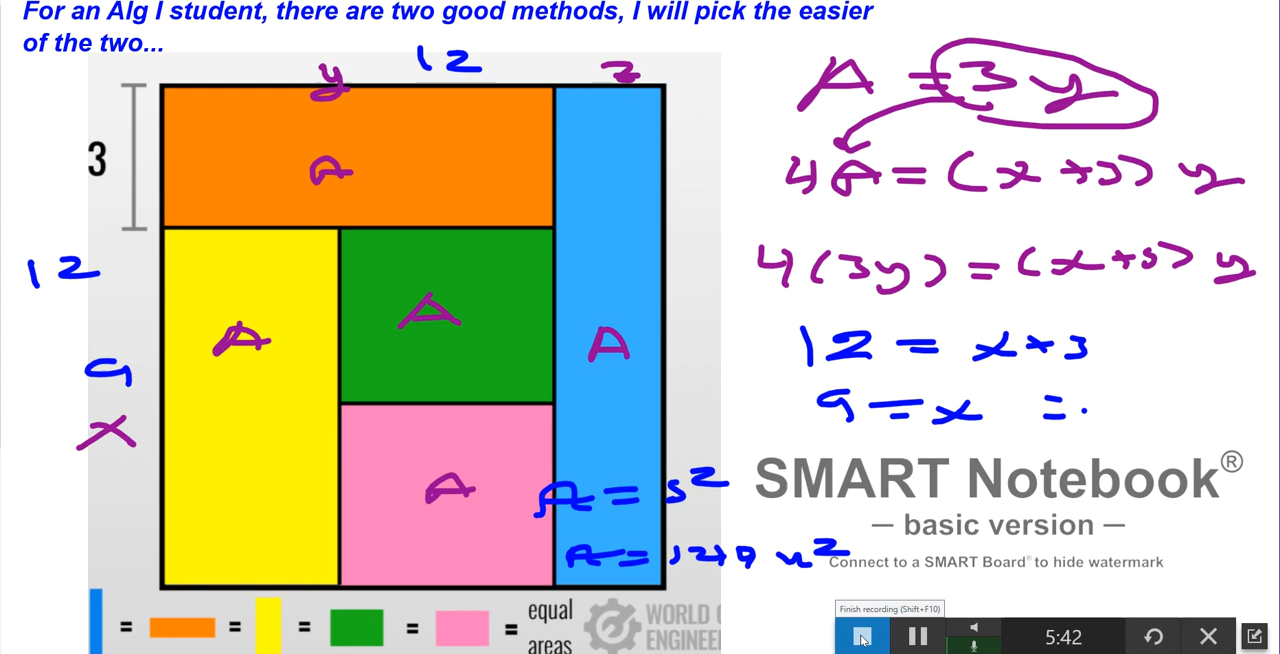 For an Alg I student, there are two good methods, I will pick the easier
of the two...
12
y
z
3
A
12
9
x
A
A
A
A
A = s²
A = 144 u²
A = 3y
4A = (x+3) y
4(3y) = (x+3) y
12 = x+3
9 = x =.
SMART Notebook®
— basic version —
Connect to a SMART Board® to hide watermark
= = = = = equal
areas
WORLD O
ENGINEE
Finish recording (Shift+F10)
5:42